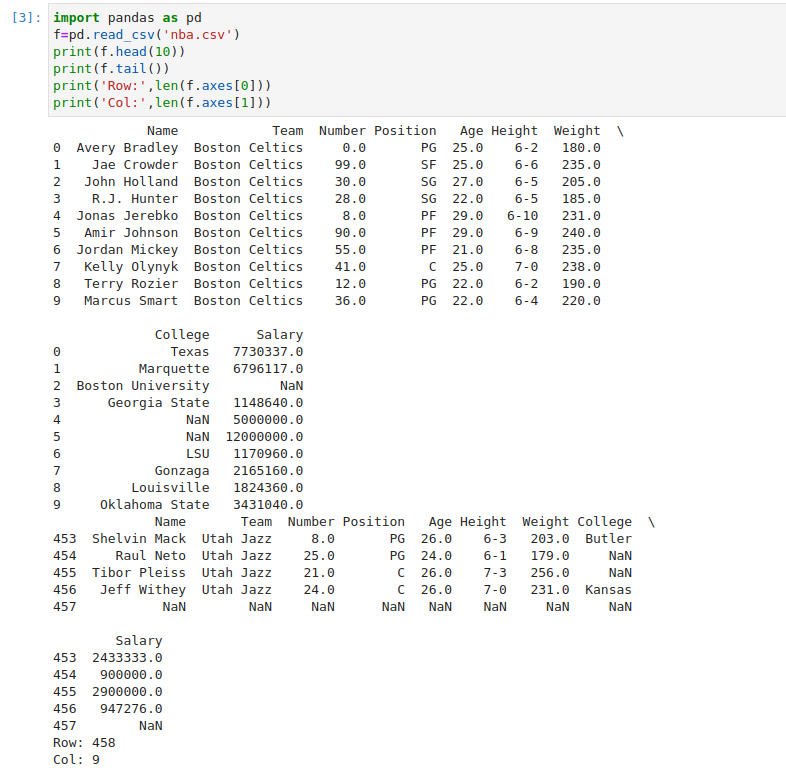 [3]: import pandas as pd
f=pd.read_csv('nba.csv')
print(f.head(10))
print(f.tail())
print('Row:',len(f.axes[0]))
print('Col:',len(f.axes[1]))
Name Team Number Position Age Height Weight \
0 Avery Bradley Boston Celtics 0.0 PG 25.0 6-2 180.0
1 Jae Crowder Boston Celtics 99.0 SF 25.0 6-6 235.0
2 John Holland Boston Celtics 30.0 SG 27.0 6-5 205.0
3 R.J. Hunter Boston Celtics 28.0 SG 22.0 6-5 185.0
4 Jonas Jerebko Boston Celtics 8.0 PF 29.0 6-10 231.0
5 Amir Johnson Boston Celtics 90.0 PF 29.0 6-9 240.0
6 Jordan Mickey Boston Celtics 55.0 PF 21.0 6-8 235.0
7 Kelly Olynyk Boston Celtics 41.0 C 25.0 7-0 238.0
8 Terry Rozier Boston Celtics 12.0 PG 22.0 6-2 190.0
9 Marcus Smart Boston Celtics 36.0 PG 22.0 6-4 220.0
College Salary
0 Texas 7730337.0
1 Marquette 6796117.0
2 Boston University NaN
3 Georgia State 1148640.0
4 NaN 5000000.0
5 NaN 12000000.0
6 LSU 1170960.0
7 Gonzaga 2165160.0
8 Louisville 1824360.0
9 Oklahoma State 3431040.0
Name Team Number Position Age Height Weight College \
453 Shelvin Mack Utah Jazz 8.0 PG 26.0 6-3 203.0 Butler
454 Raul Neto Utah Jazz 25.0 PG 24.0 6-1 179.0 NaN
455 Tibor Pleiss Utah Jazz 21.0 C 26.0 7-3 256.0 NaN
456 Jeff Withey Utah Jazz 24.0 C 26.0 7-0 231.0 Kansas
457 NaN NaN NaN NaN NaN NaN NaN NaN
Salary
453 2433333.0
454 900000.0
455 2900000.0
456 947276.0
457 NaN
Row: 458
Col: 9